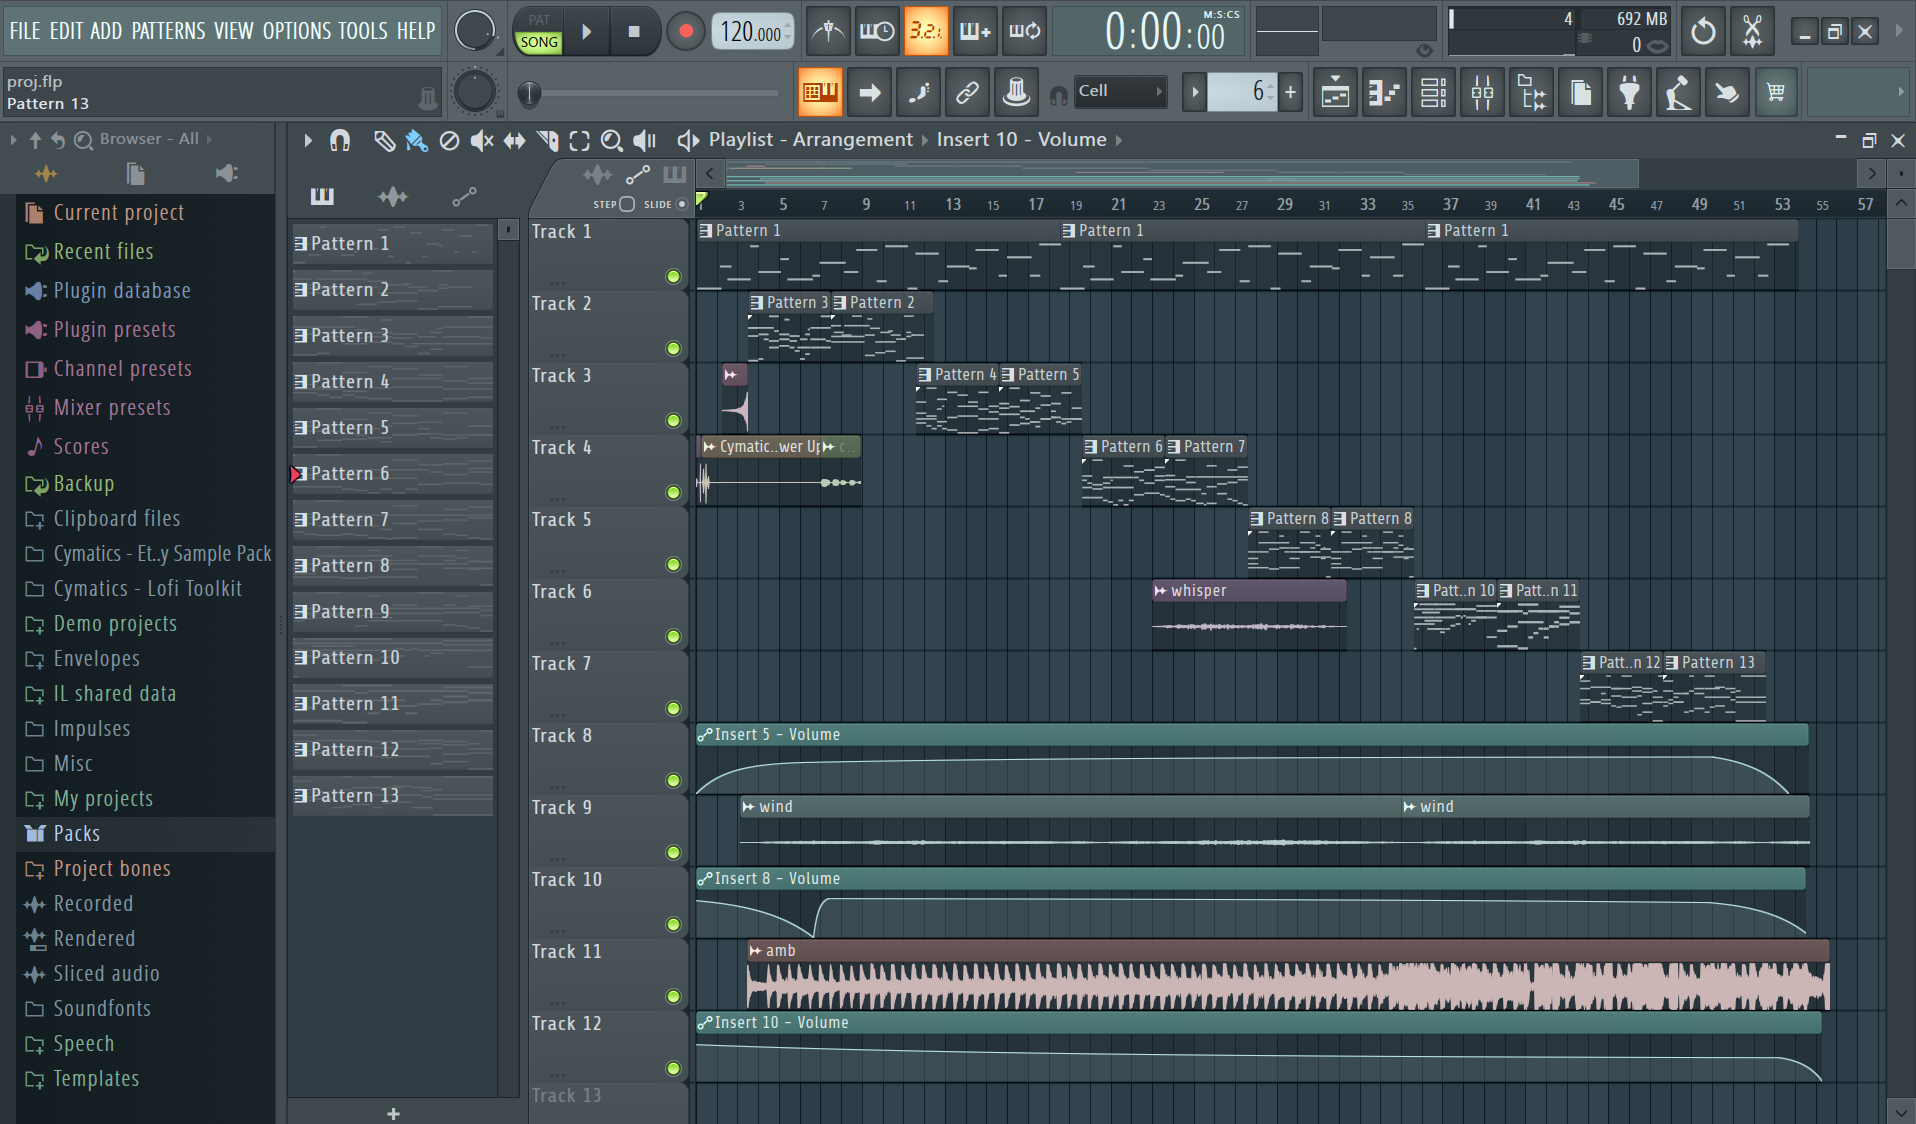 FILE EDIT ADD PATTERNS VIEW OPTIONS TOOLS HELP
PAT
SONG
120.000
3.2.1.
M:S:CS
0:00:00
4
692 MB
0
proj.flp
Pattern 13
Cell
6
Browser - All
Playlist - Arrangement
Insert 10 - Volume
STEP
SLIDE
1 3 5 7 9 11 13 15 17 19 21 23 25 27 29 31 33 35 37 39 41 43 45 47 49 51 53 55 57
Current project
Recent files
Plugin database
Plugin presets
Channel presets
Mixer presets
Scores
Backup
Clipboard files
Cymatics - Et..y Sample Pack
Cymatics - Lofi Toolkit
Demo projects
Envelopes
IL shared data
Impulses
Misc
My projects
Packs
Project bones
Recorded
Rendered
Sliced audio
Soundfonts
Speech
Templates
Pattern 1
Pattern 2
Pattern 3
Pattern 4
Pattern 5
Pattern 6
Pattern 7
Pattern 8
Pattern 9
Pattern 10
Pattern 11
Pattern 12
Pattern 13
+
Track 1
Pattern 1
Pattern 1
Pattern 1
Track 2
Pattern 3
Pattern 2
Track 3
Pattern 4
Pattern 5
Track 4
Cymatic..wer Up
c..
Pattern 6
Pattern 7
Track 5
Pattern 8
Pattern 8
Track 6
whisper
Patt..n 10
Patt..n 11
Track 7
Patt..n 12
Pattern 13
Track 8
Insert 5 - Volume
Track 9
wind
wind
Track 10
Insert 8 - Volume
Track 11
amb
Track 12
Insert 10 - Volume
Track 13